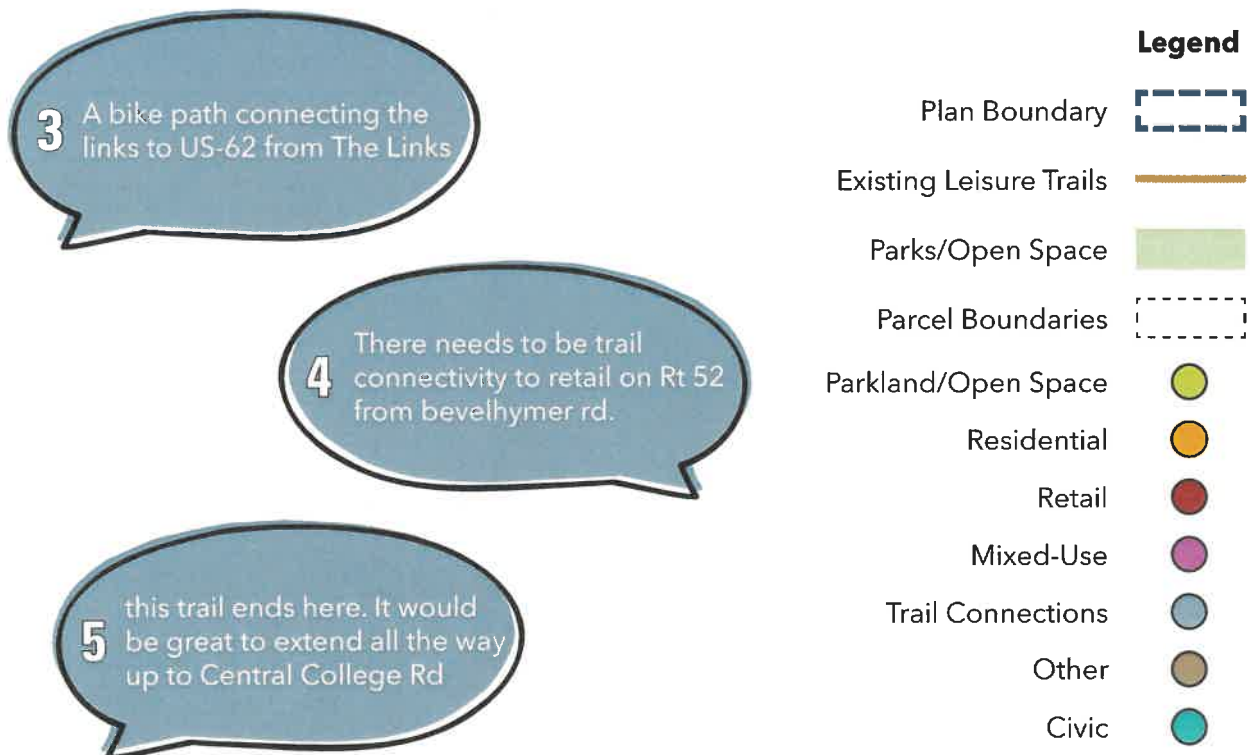 3 A bike path connecting the
links to US-62 from The Links
There needs to be trail
4 connectivity to retail on Rt 52
from bevelhymer rd.
this trail ends here. It would
5 be great to extend all the way
up to Central College Rd
Legend
Plan Boundary
Existing Leisure Trails
Parks/Open Space
Parcel Boundaries
Parkland/Open Space
Residential
Retail
Mixed-Use
Trail Connections
Other
Civic